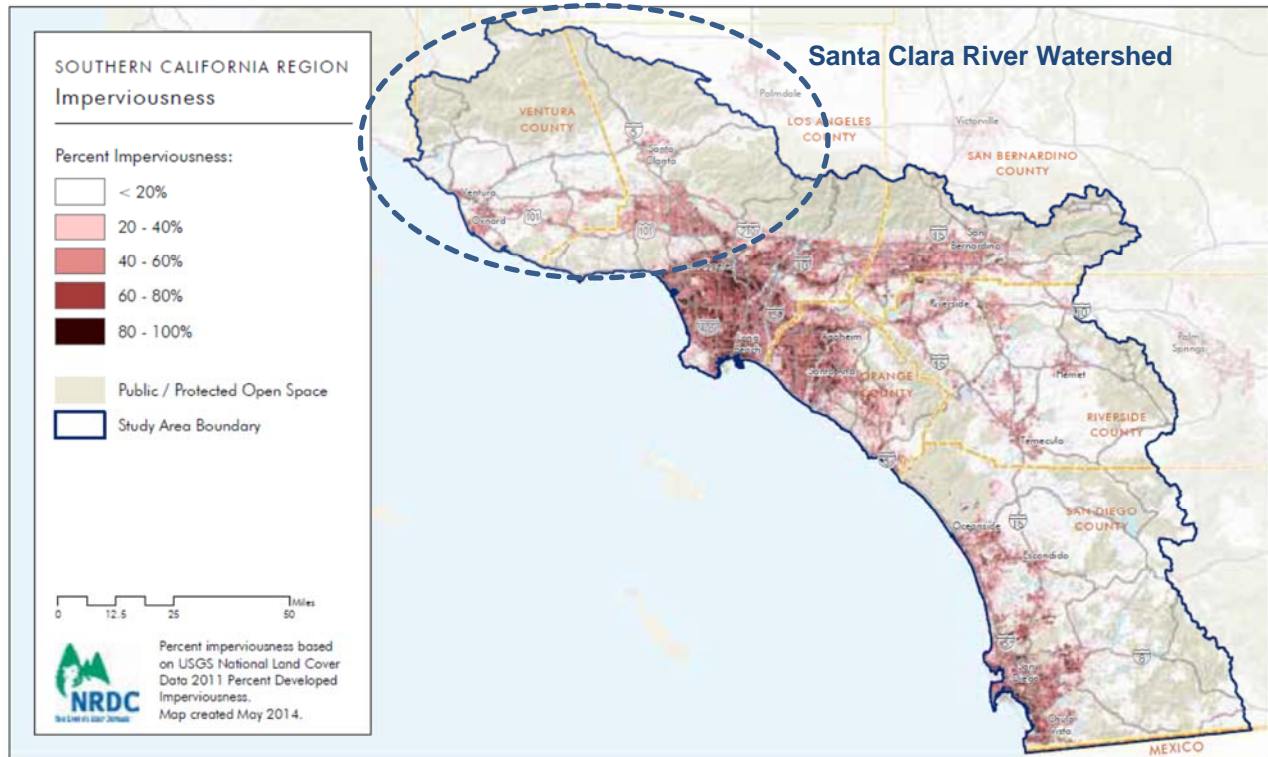 SOUTHERN CALIFORNIA REGION
Imperviousness
Percent Imperviousness:
< 20%
20 - 40%
40 - 60%
60 - 80%
80 - 100%
Public / Protected Open Space
Study Area Boundary
Miles
0 12.5 25 50
NRDC
Percent imperviousness based
on USGS National Land Cover
Data 2011 Percent Developed
Imperviousness.
Map created May 2014.
Santa Clara River Watershed
Palmdale
VENTURA
COUNTY
LOS ANGELES
COUNTY
Victorville
SAN BERNARDINO
COUNTY
5
Santa
Clarita
Ventura
Oxnard
101
101
210
15
San
Bernardino
10
Riverside
10
Palm
Springs
Long
Beach
Anaheim
Santa Ana
ORANGE
COUNTY
15
Hemet
RIVERSIDE
COUNTY
Temecula
Oceanside
15
SAN DIEGO
COUNTY
Escondido
San
Diego
8
Chula
Vista
MEXICO